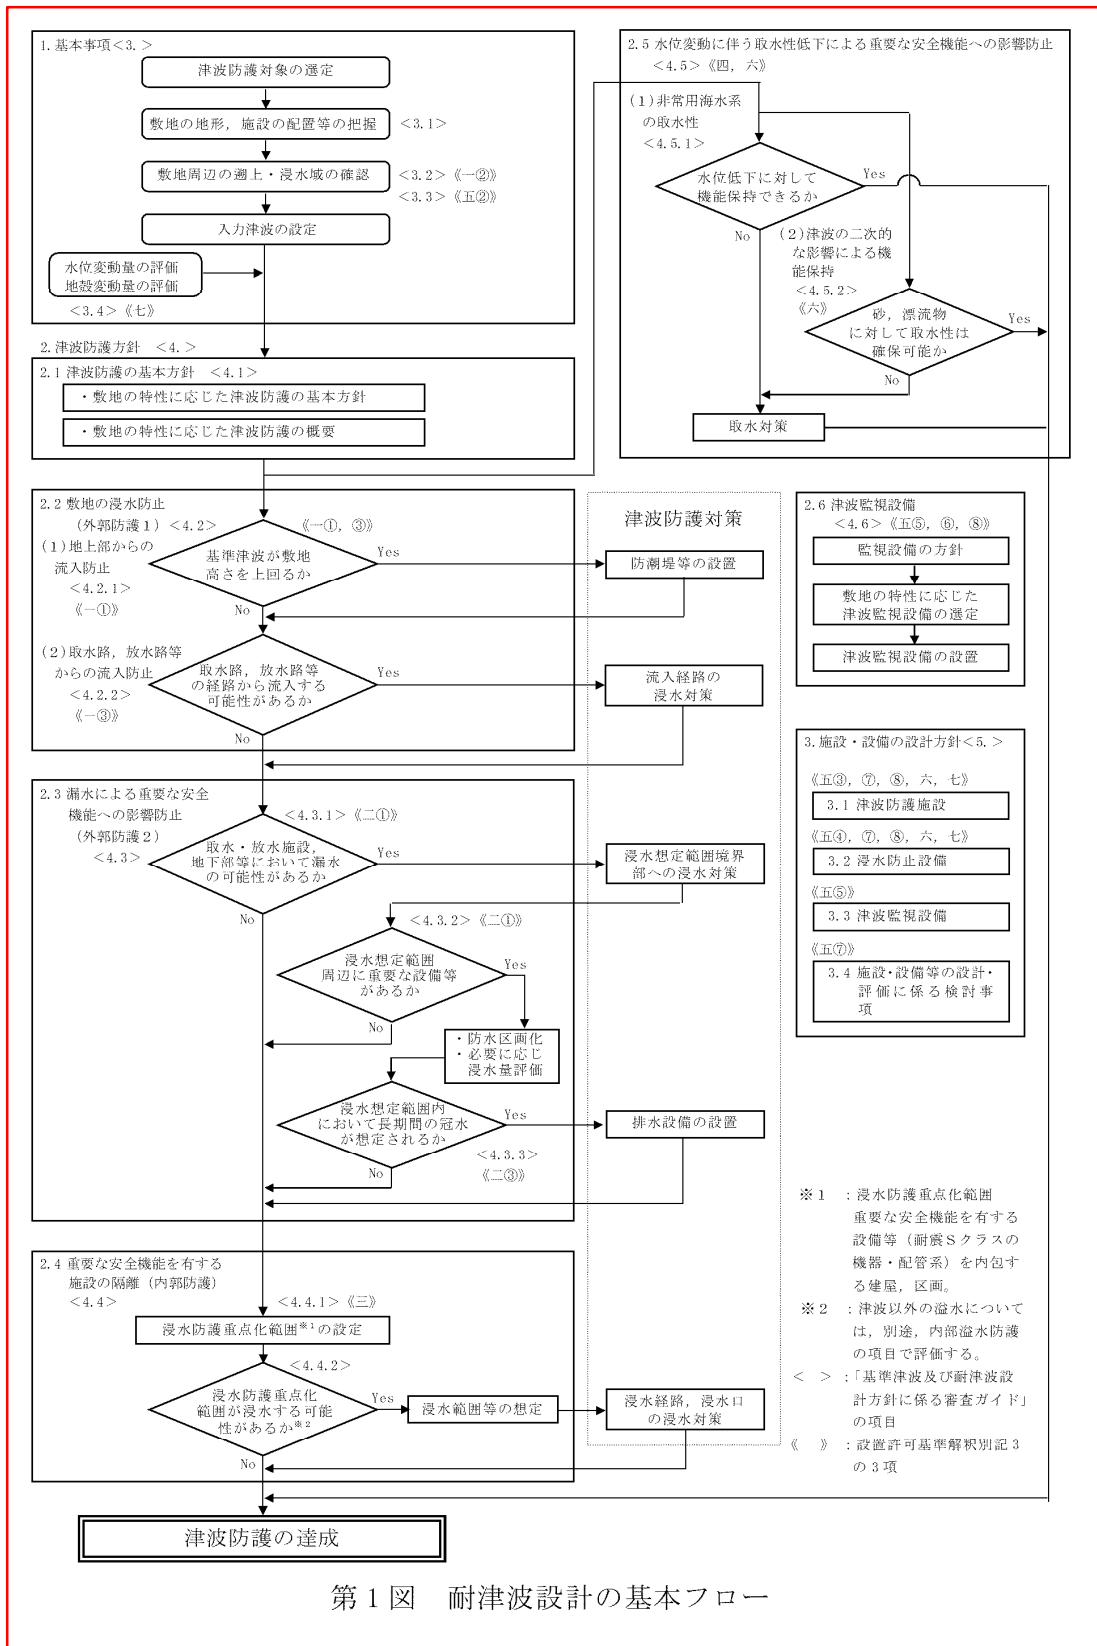 1.基本事項<3.>
津波防護対象の選定
敷地の地形，施設の配置等の把握
<3.1>
敷地周辺の遡上・浸水域の確認
<3.2>《一②》
<3.3>《五②》
入力津波の設定
水位変動量の評価
地殻変動量の評価
<3.4>《七》
2.津波防護方針　<4.>
2.1 津波防護の基本方針　<4.1>
・敷地の特性に応じた津波防護の基本方針
・敷地の特性に応じた津波防護の概要
2.2 敷地の浸水防止
（外郭防護１）<4.2>
《一①，③》
(１)地上部からの
流入防止
<4.2.1>
《一①》
基準津波が敷地
高さを上回るか
Yes
No
(２)取水路，放水路等
からの流入防止
<4.2.2>
《一③》
取水路，放水路等
の経路から流入する
可能性があるか
Yes
No
津波防護対策
防潮堤等の設置
流入経路の
浸水対策
2.3 漏水による重要な安全
機能への影響防止
（外郭防護２）
<4.3>
<4.3.1>《二①》
取水・放水施設，
地下部等において漏水
の可能性があるか
Yes
No
浸水想定範囲境界
部への浸水対策
<4.3.2>《二①》
浸水想定範囲
周辺に重要な設備等
があるか
Yes
No
・防水区画化
・必要に応じ
浸水量評価
浸水想定範囲内
において長期間の冠水
が想定されるか
Yes
No
<4.3.3>
《二③》
排水設備の設置
2.4 重要な安全機能を有する
施設の隔離（内郭防護）
<4.4>
<4.4.1>《三》
浸水防護重点化範囲※１の設定
<4.4.2>
浸水防護重点化
範囲が浸水する可能
性があるか※２
Yes
No
浸水範囲等の想定
浸水経路，浸水口
の浸水対策
津波防護の達成
2.5 水位変動に伴う取水性低下による重要な安全機能への影響防止
<4.5>《四，六》
(１)非常用海水系
の取水性
<4.5.1>
水位低下に対して
機能保持できるか
Yes
No
(２)津波の二次的
な影響による機
能保持
<4.5.2>
《六》
砂，漂流物
に対して取水性は
確保可能か
Yes
No
取水対策
2.6 津波監視設備
<4.6>《五⑤，⑥，⑧》
監視設備の方針
敷地の特性に応じた
津波監視設備の選定
津波監視設備の設置
3.施設・設備の設計方針<5.>
《五③，⑦，⑧，六，七》
3.1 津波防護施設
《五④，⑦，⑧，六，七》
3.2 浸水防止設備
《五⑤》
3.3 津波監視設備
《五⑦》
3.4 施設・設備等の設計・
評価に係る検討事
項
※１　：浸水防護重点化範囲
重要な安全機能を有する
設備等（耐震Ｓクラスの
機器・配管系）を内包す
る建屋，区画。
※２　：津波以外の溢水について
は，別途，内部溢水防護
の項目で評価する。
<　>：「基準津波及び耐津波設
計方針に係る審査ガイド」
の項目
《　》：設置許可基準解釈別記３
の３項
第１図　耐津波設計の基本フロー